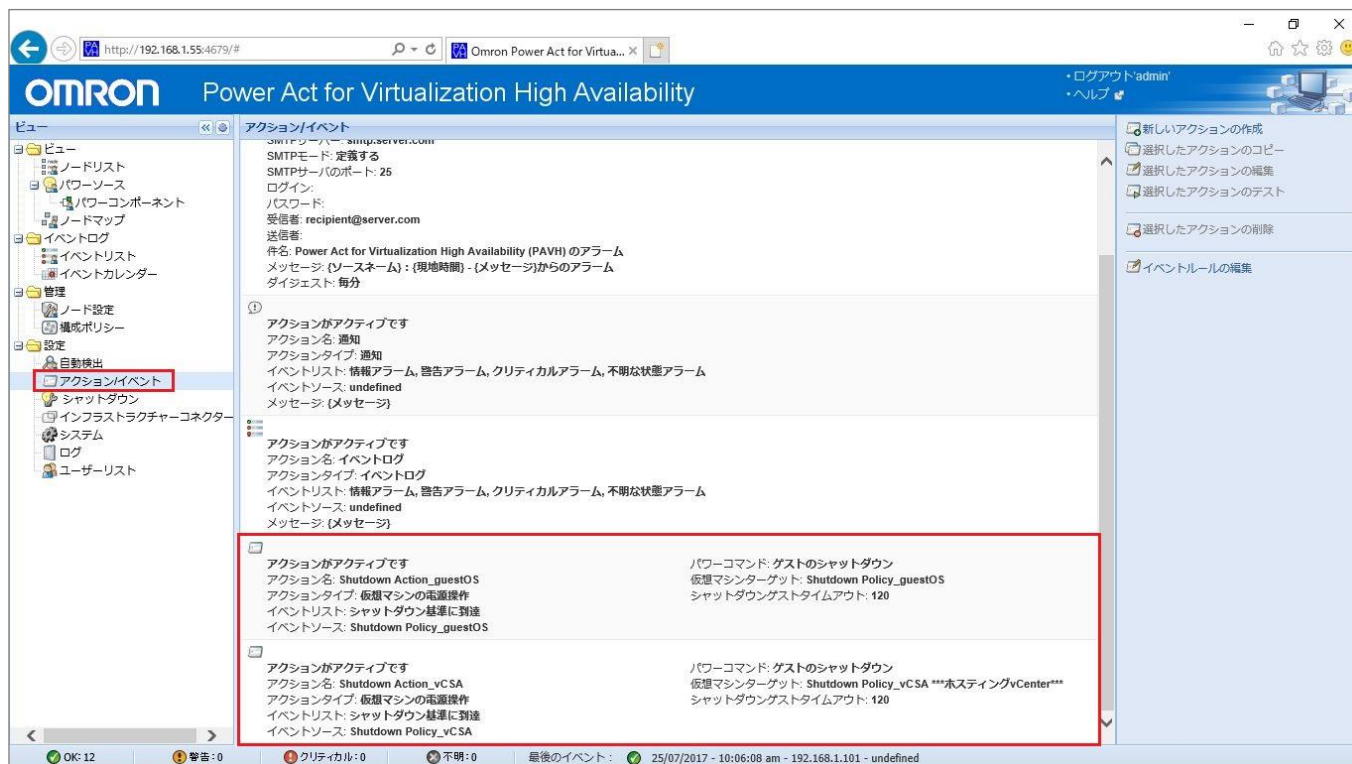 http://192.168.1.55:4679/#
Omron Power Act for Virtua...
OMRON
Power Act for Virtualization High Availability
・ログアウト'admin'
・ヘルプ
ビュー
ビュー
ノードリスト
パワーソース
パワーコンポーネント
ノードマップ
イベントログ
イベントリスト
イベントカレンダー
管理
ノード設定
構成ポリシー
設定
自動検出
アクション/イベント
シャットダウン
インフラストラクチャーコネクター
システム
ログ
ユーザーリスト
アクション/イベント
SMTPサーバー: smtp.server.com
SMTPモード: 定義する
SMTPサーバのポート: 25
ログイン:
パスワード:
受信者: recipient@server.com
送信者:
件名: Power Act for Virtualization High Availability (PAVH) のアラーム
メッセージ: {ソースネーム} : {現地時間} - {メッセージ}からのアラーム
ダイジェスト: 毎分
アクションがアクティブです
アクション名: 通知
アクションタイプ: 通知
イベントリスト: 情報アラーム, 警告アラーム, クリティカルアラーム, 不明な状態アラーム
イベントソース: undefined
メッセージ: {メッセージ}
アクションがアクティブです
アクション名: イベントログ
アクションタイプ: イベントログ
イベントリスト: 情報アラーム, 警告アラーム, クリティカルアラーム, 不明な状態アラーム
イベントソース: undefined
メッセージ: {メッセージ}
アクションがアクティブです
アクション名: Shutdown Action_guestOS
アクションタイプ: 仮想マシンの電源操作
イベントリスト: シャットダウン基準に到達
イベントソース: Shutdown Policy_guestOS
パワーコマンド: ゲストのシャットダウン
仮想マシンターゲット: Shutdown Policy_guestOS
シャットダウンゲストタイムアウト: 120
アクションがアクティブです
アクション名: Shutdown Action_vCSA
アクションタイプ: 仮想マシンの電源操作
イベントリスト: シャットダウン基準に到達
イベントソース: Shutdown Policy_vCSA
パワーコマンド: ゲストのシャットダウン
仮想マシンターゲット: Shutdown Policy_vCSA ***ホスティングvCenter***
シャットダウンゲストタイムアウト: 120
新しいアクションの作成
選択したアクションのコピー
選択したアクションの編集
選択したアクションのテスト
選択したアクションの削除
イベントルールの編集
OK: 12
警告: 0
クリティカル: 0
不明: 0
最後のイベント :
25/07/2017 - 10:06:08 am - 192.168.1.101 - undefined